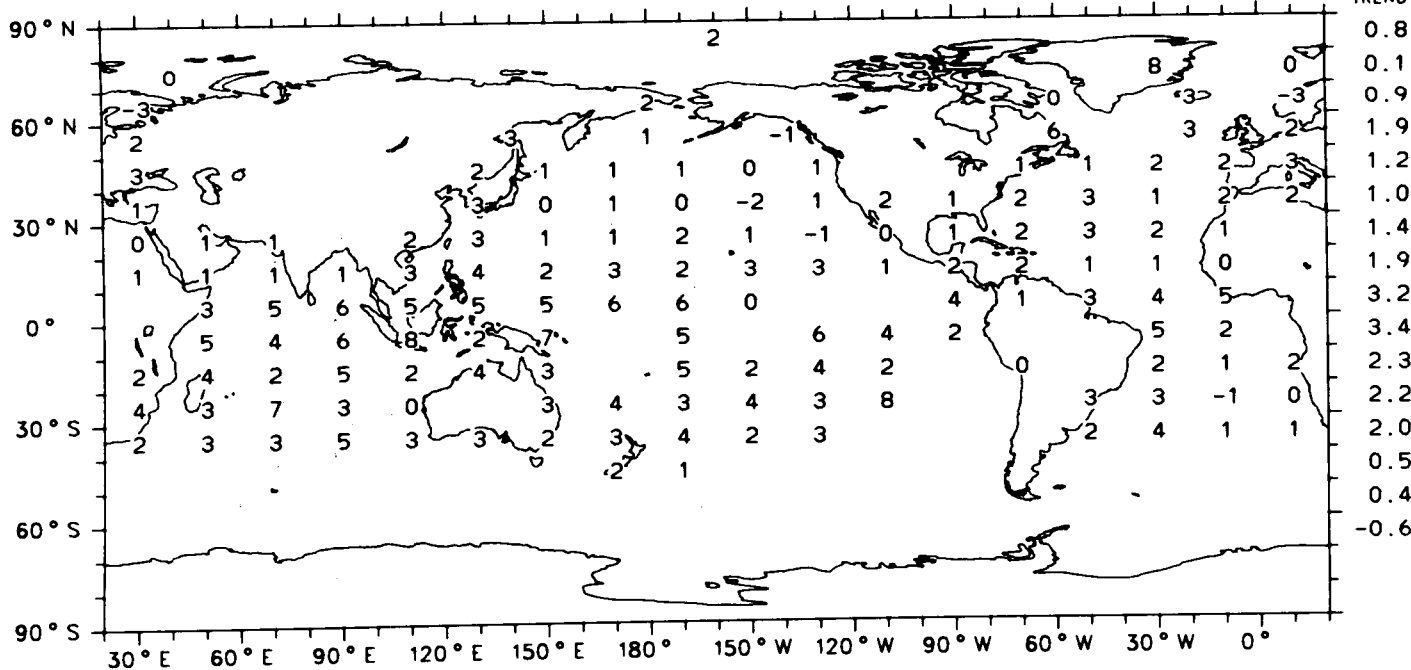 TREND
90°N 2 0.8
0 8 0 0.1
3 2 0 3 -3 0.9
60°N 2 3 1 -1 6 3 2 1.9
3 2 1 1 1 0 1 1 1 2 2 3 1.2
1 3 0 1 0 -2 1 2 1 2 3 1 2 2 1.0
30°N 0 1 1 2 3 1 1 2 1 -1 0 1 2 3 2 1 1.4
1 1 1 1 3 4 2 3 2 3 3 1 2 2 1 1 0 1.9
3 5 6 5 5 5 6 6 0 4 1 3 4 5 3.2
0° 5 4 6 8 2 7 5 6 4 2 5 2 3.4
2 4 2 5 2 4 3 5 2 4 2 0 2 1 2 2.3
4 3 7 3 0 3 4 3 4 3 8 3 3 -1 0 2.2
30°S 2 3 3 5 3 3 2 3 4 2 3 2 4 1 1 2.0
2 1 0.5
0.4
60°S -0.6
90°S
30°E 60°E 90°E 120°E 150°E 180° 150°W 120°W 90°W 60°W 30°W 0°